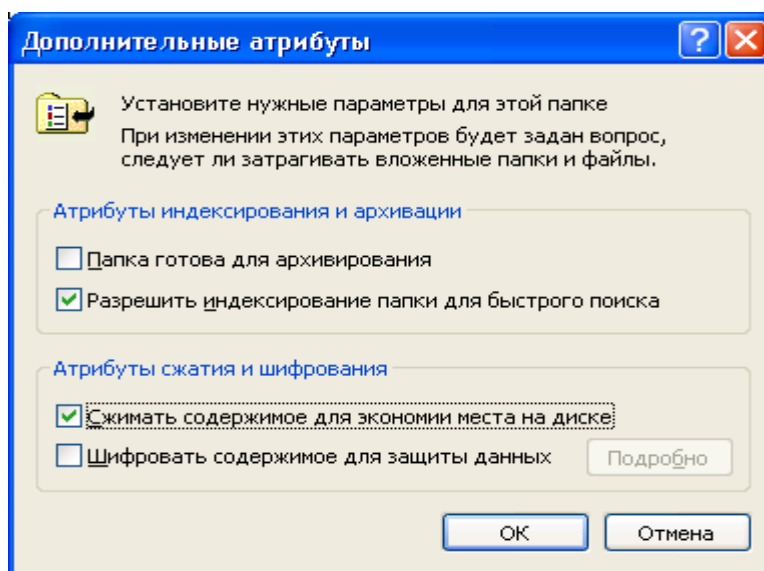 Дополнительные атрибуты
Установите нужные параметры для этой папке
При изменении этих параметров будет задан вопрос,
следует ли затрагивать вложенные папки и файлы.
Атрибуты индексирования и архивации
Папка готова для архивирования
Разрешить индексирование папки для быстрого поиска
Атрибуты сжатия и шифрования
Сжимать содержимое для экономии места на диске
Шифровать содержимое для защиты данных
Подробно
ОК
Отмена